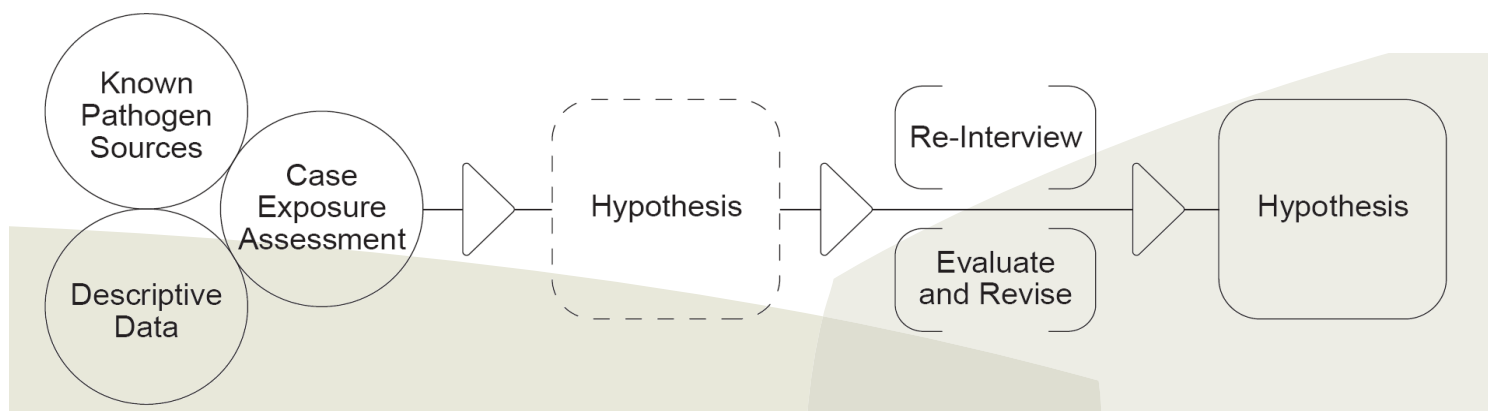 Known
Pathogen
Sources
Case
Exposure
Assessment
Descriptive
Data
Hypothesis
Re-Interview
Evaluate
and Revise
Hypothesis